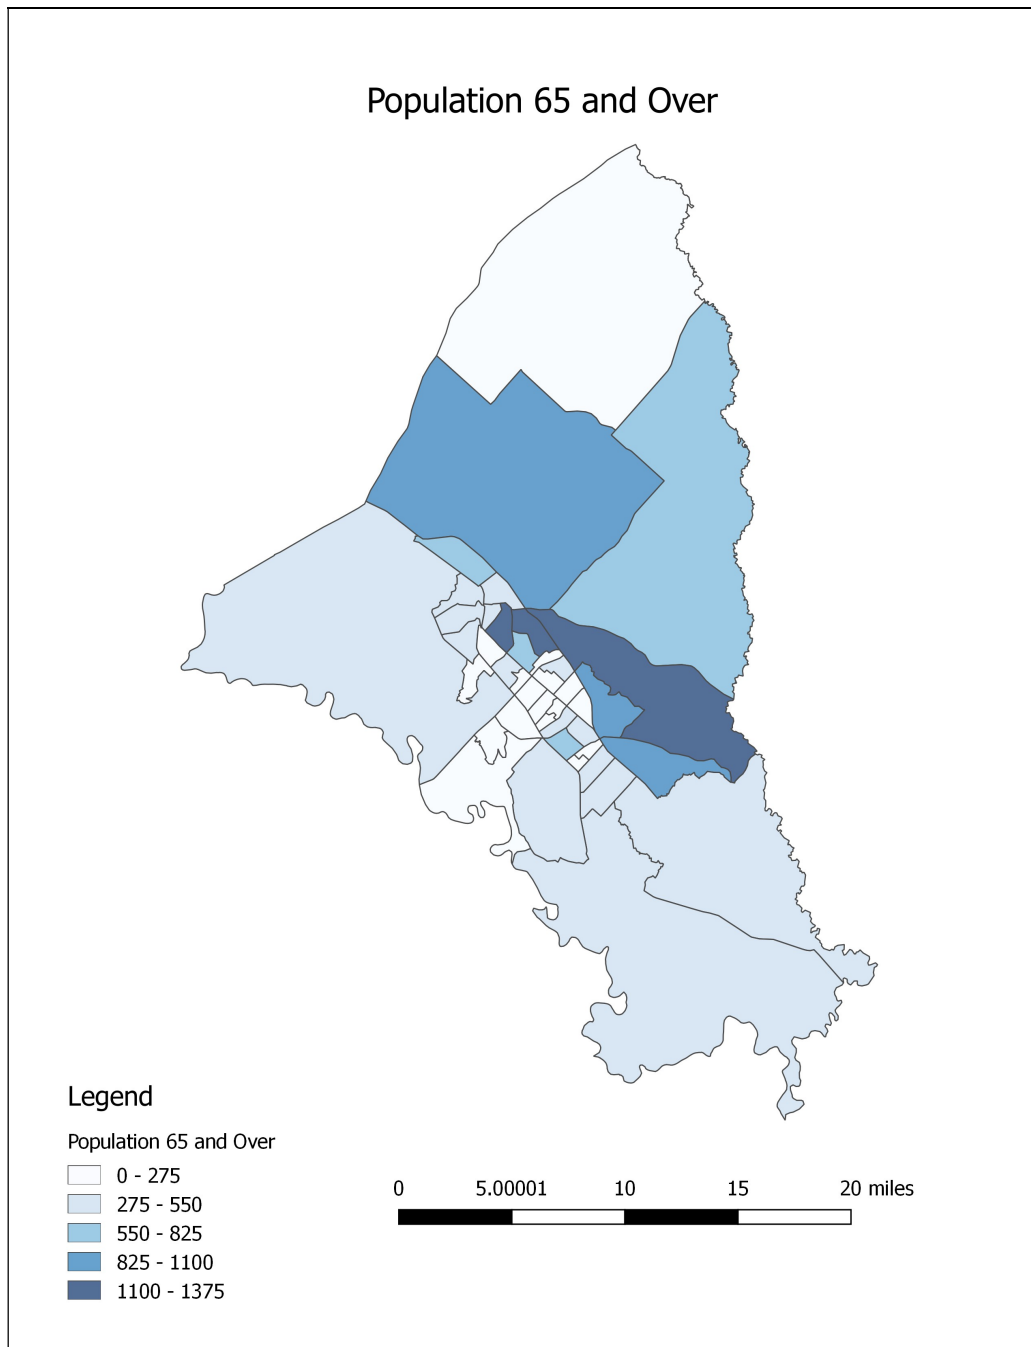 Population 65 and Over
Legend
Population 65 and Over
0 - 275
275 - 550
550 - 825
825 - 1100
1100 - 1375
0 5.00001 10 15 20 miles